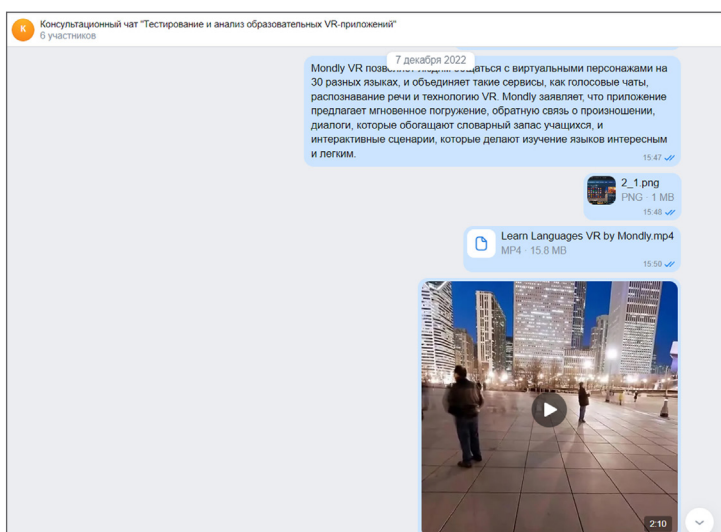 К
Консультационный чат "Тестирование и анализ образовательных VR-приложений"
6 участников
7 декабря 2022
Mondly VR позволяет людям общаться с виртуальными персонажами на
30 разных языках, и объединяет такие сервисы, как голосовые чаты,
распознавание речи и технологию VR. Mondly заявляет, что приложение
предлагает мгновенное погружение, обратную связь о произношении,
диалоги, которые обогащают словарный запас учащихся, и
интерактивные сценарии, которые делают изучение языков интересным
и легким.
15:47
2_1.png
PNG · 1 MB
15:48
Learn Languages VR by Mondly.mp4
MP4 · 15.8 MB
15:50
2:10